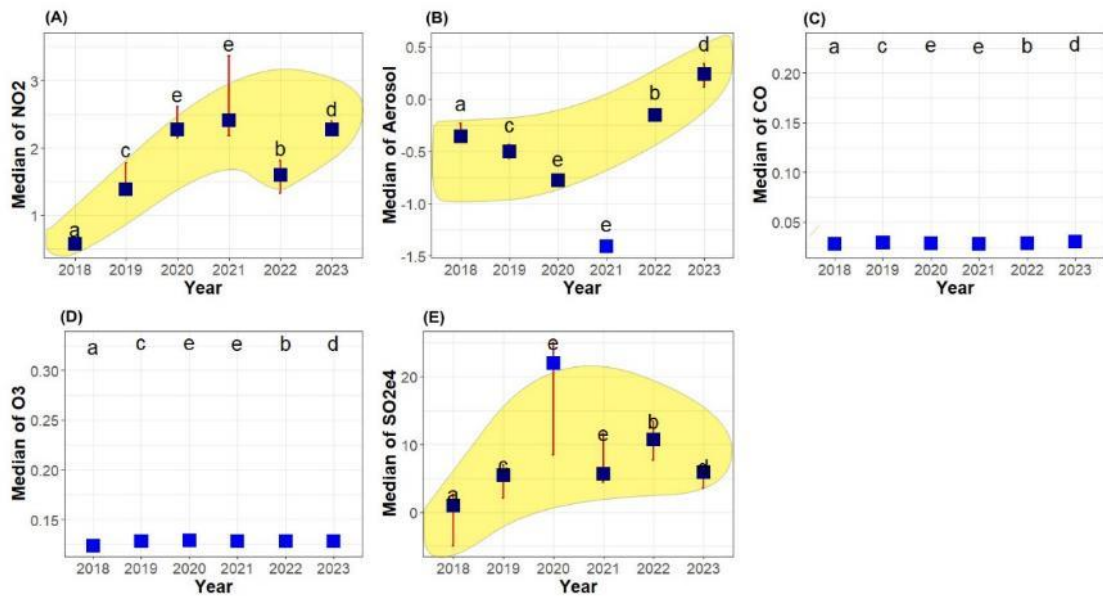 (A)
Median of NO2
3
2
1
a
c
e
e
b
d
2018 2019 2020 2021 2022 2023
Year
(B)
Median of Aerosol
0.5
0.0
-0.5
-1.0
-1.5
a
c
e
e
b
d
2018 2019 2020 2021 2022 2023
Year
(C)
Median of CO
0.20
0.15
0.10
0.05
a c e e b d
2018 2019 2020 2021 2022 2023
Year
(D)
Median of O3
0.30
0.25
0.20
0.15
a c e e b d
2018 2019 2020 2021 2022 2023
Year
(E)
Median of SO2e4
20
10
0
a
c
e
e
b
d
2018 2019 2020 2021 2022 2023
Year